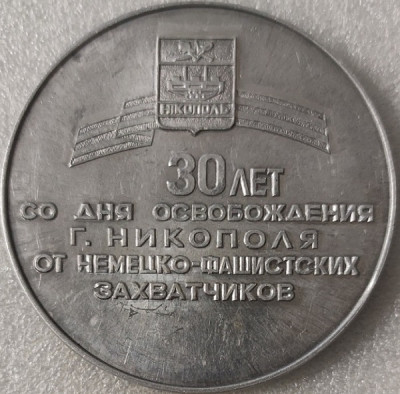 НІКОПОЛЬ
30 ЛЕТ
СО ДНЯ ОСВОБОЖДЕНИЯ
Г. НИКОПОЛЯ
ОТ НЕМЕЦКО-ФАШИСТСКИХ
ЗАХВАТЧИКОВ